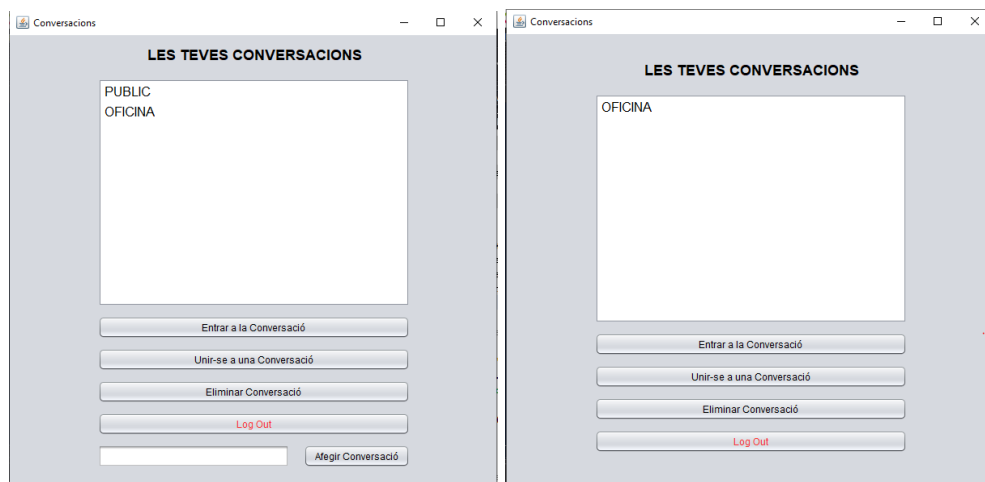 Conversacions
LES TEVES CONVERSACIONS
PUBLIC
OFICINA
Entrar a la Conversació
Unir-se a una Conversació
Eliminar Conversació
Log Out
Afegir Conversació
Conversacions
LES TEVES CONVERSACIONS
OFICINA
Entrar a la Conversació
Unir-se a una Conversació
Eliminar Conversació
Log Out